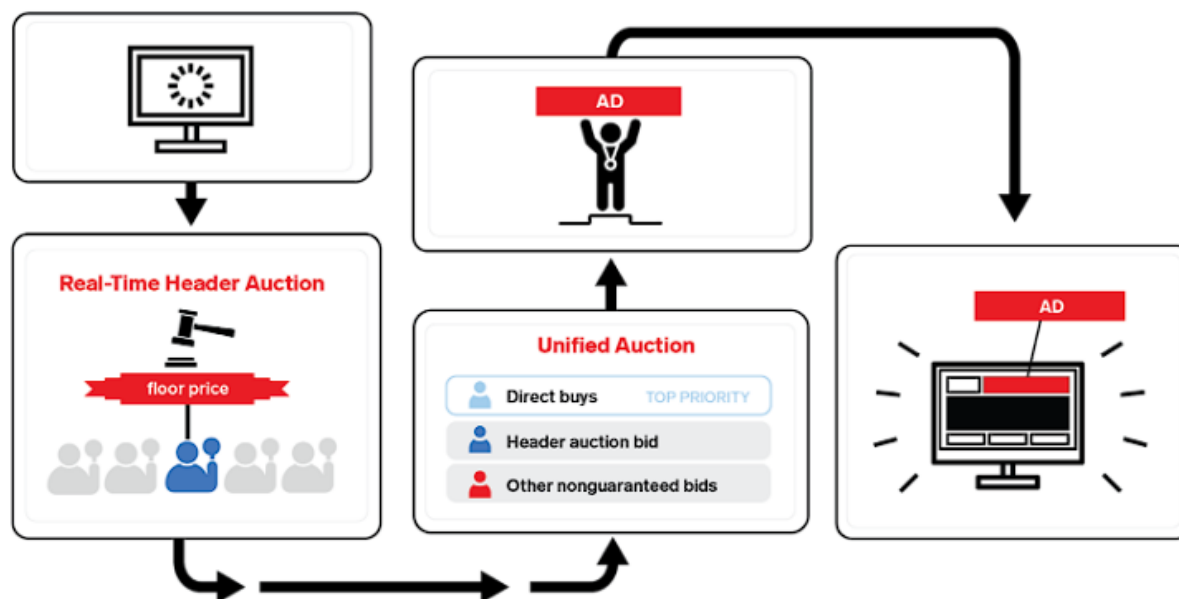 Real-Time Header Auction
floor price
AD
Unified Auction
Direct buys TOP PRIORITY
Header auction bid
Other nonguaranteed bids
AD